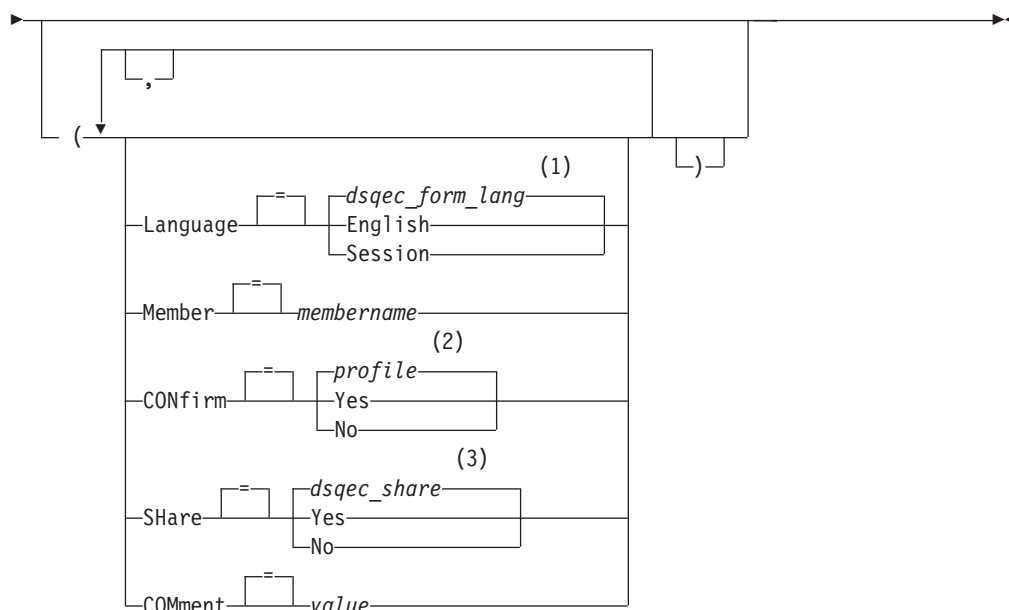 ,
(
)
(1)
Language = dsqec_form_lang
English
Session
Member = membername
(2)
CONfirm = profile
Yes
No
(3)
SHare = dsqec_share
Yes
No
COMment = value